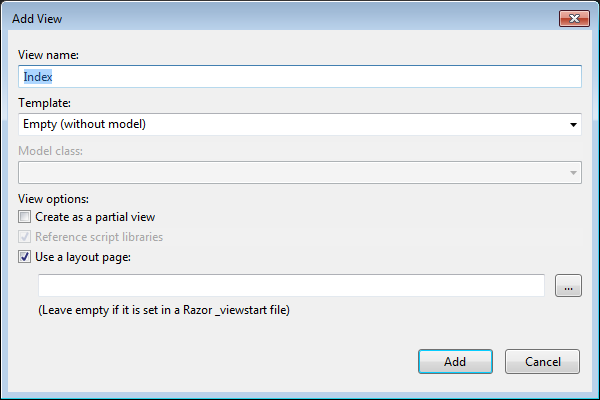 Add View
View name:
Index
Template:
Empty (without model)
Model class:
View options:
Create as a partial view
Reference script libraries
Use a layout page:
...
(Leave empty if it is set in a Razor _viewstart file)
Add
Cancel